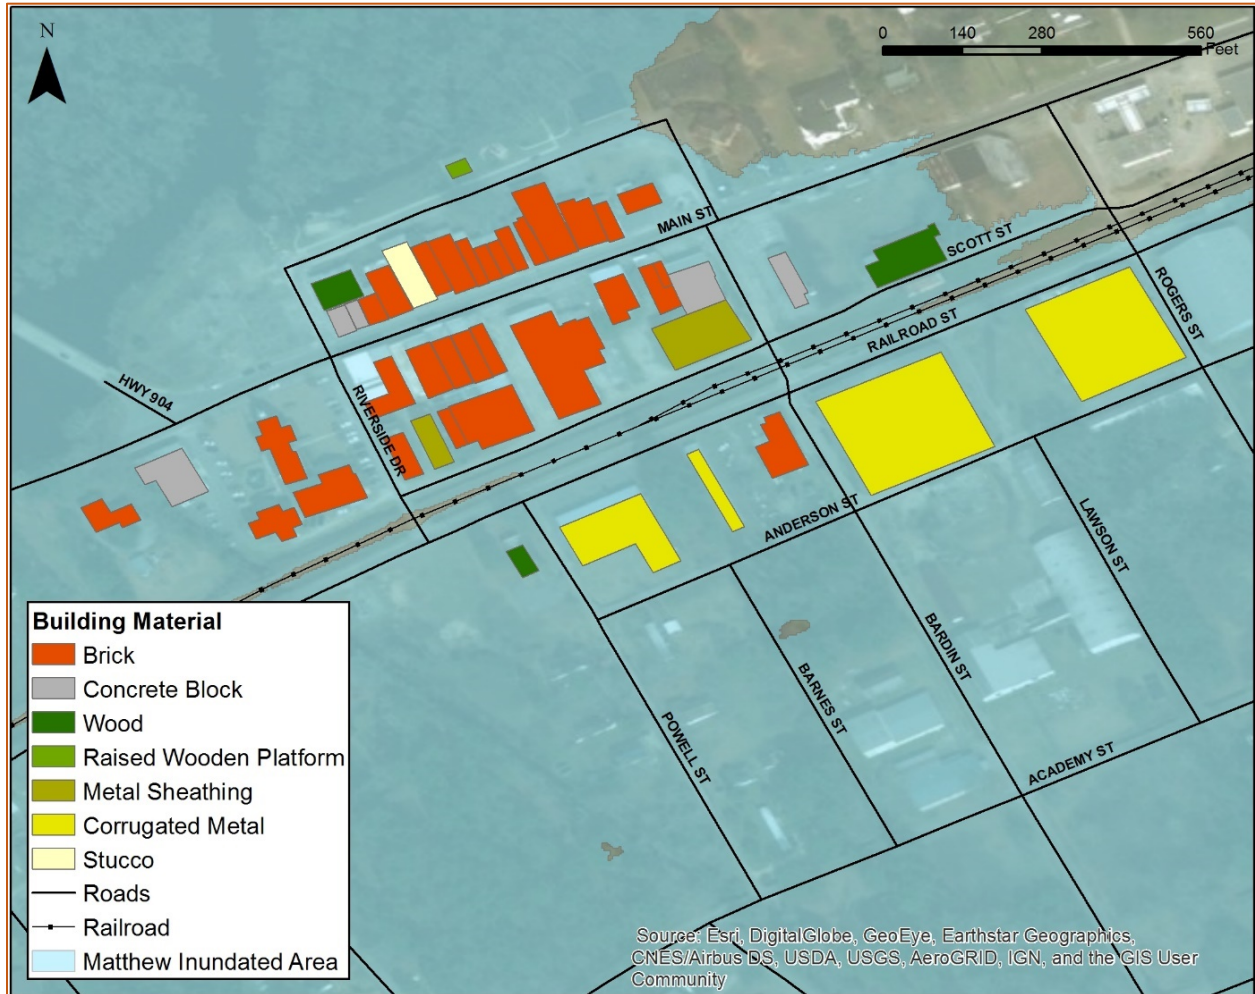 N
0 140 280 560
Feet
MAIN ST
SCOTT ST
ROGERS ST
RAILROAD ST
HWY 904
RIVERSIDE DR
ANDERSON ST
LAWSON ST
BARDIN ST
BARNES ST
POWELL ST
ACADEMY ST
Building Material
Brick
Concrete Block
Wood
Raised Wooden Platform
Metal Sheathing
Corrugated Metal
Stucco
Roads
Railroad
Matthew Inundated Area
Source: Esri, DigitalGlobe, GeoEye, Earthstar Geographics,
CNES/Airbus DS, USDA, USGS, AeroGRID, IGN, and the GIS User
Community